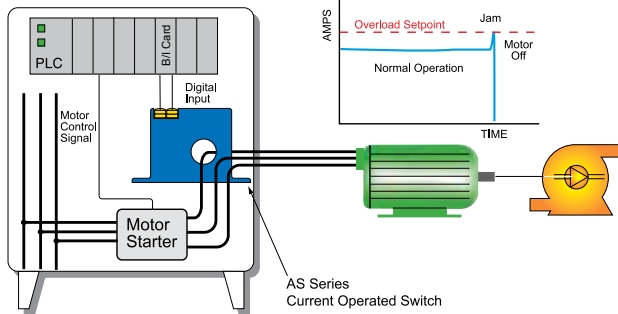 PLC
B/I Card
Digital
Input
Motor
Control
Signal
Motor
Starter
AS Series
Current Operated Switch
AMPS
Overload Setpoint
Jam
Motor
Off
Normal Operation
TIME